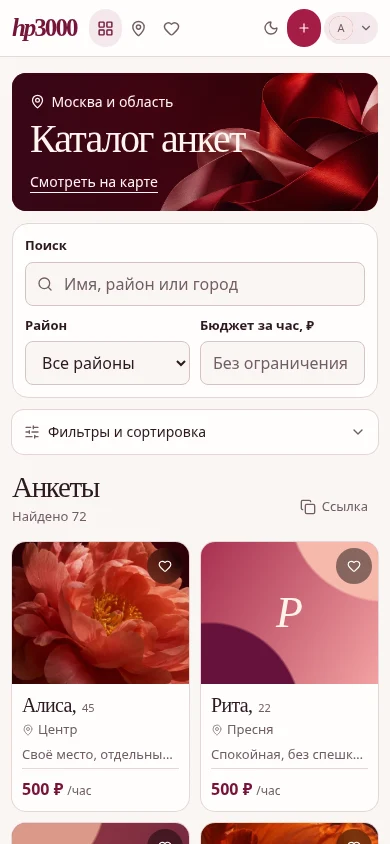 hp3000
A
Москва и область
Каталог анкет
Смотреть на карте
Поиск
Имя, район или город
Район
Бюджет за час, ₽
Все районы
Без ограничения
Фильтры и сортировка
Анкеты
Найдено 72
Ссылка
Р
Алиса, 45
Центр
Своё место, отдельны...
500 ₽ /час
Рита, 22
Пресня
Спокойная, без спешк...
500 ₽ /час